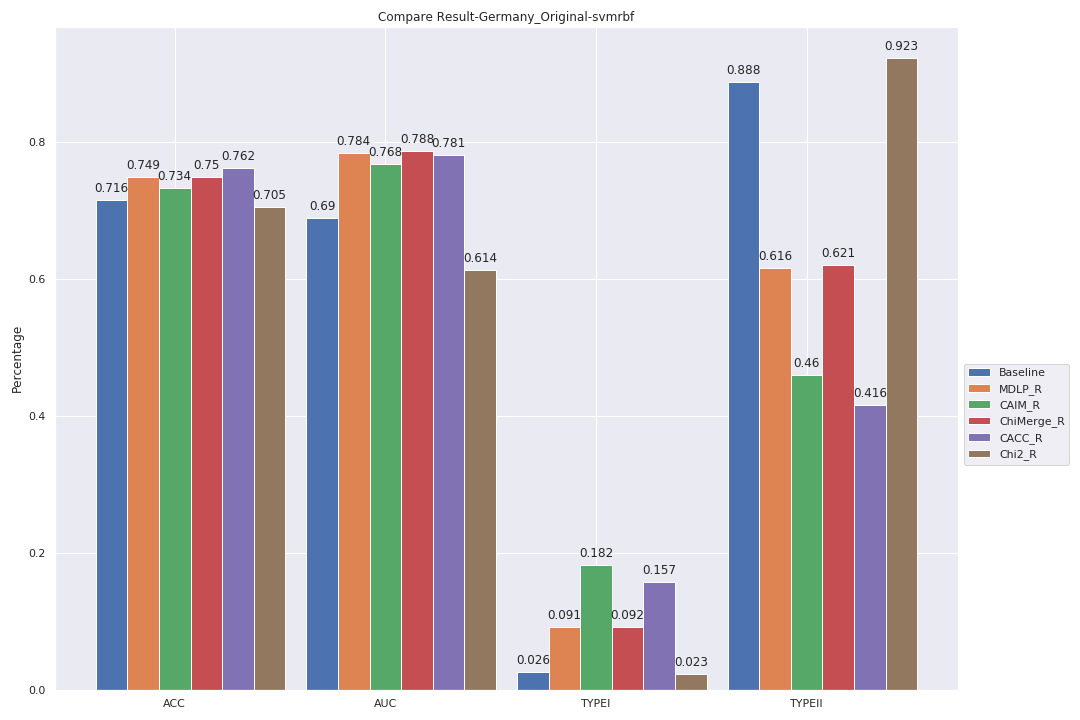 Compare Result-Germany_Original-svmrbf
Percentage
0.8
0.6
0.4
0.2
0.0
0.716
0.749
0.734
0.75
0.762
0.705
0.69
0.784
0.768
0.788
0.781
0.614
0.026
0.091
0.182
0.092
0.157
0.023
0.888
0.616
0.46
0.621
0.416
0.923
ACC
AUC
TYPEI
TYPEII
Baseline
MDLP_R
CAIM_R
ChiMerge_R
CACC_R
Chi2_R